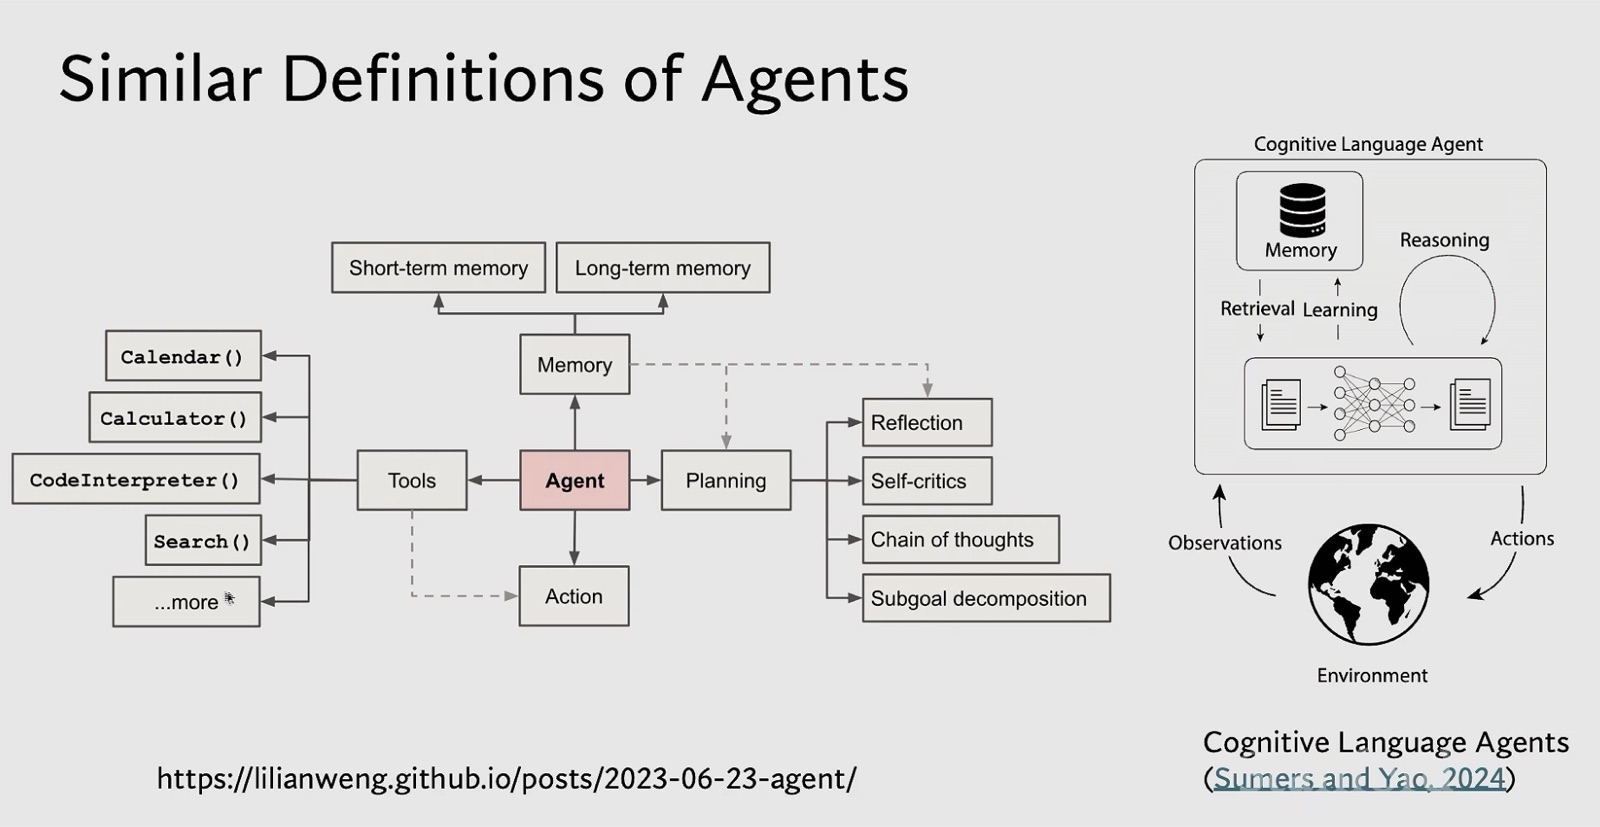 Similar Definitions of Agents
Short-term memory
Long-term memory
Memory
Calendar()
Calculator()
CodeInterpreter()
Search()
...more
Tools
Agent
Planning
Action
Reflection
Self-critics
Chain of thoughts
Subgoal decomposition
https://lilianweng.github.io/posts/2023-06-23-agent/
Cognitive Language Agent
Memory
Reasoning
Retrieval
Learning
Observations
Actions
Environment
Cognitive Language Agents
(Sumers and Yao, 2024)